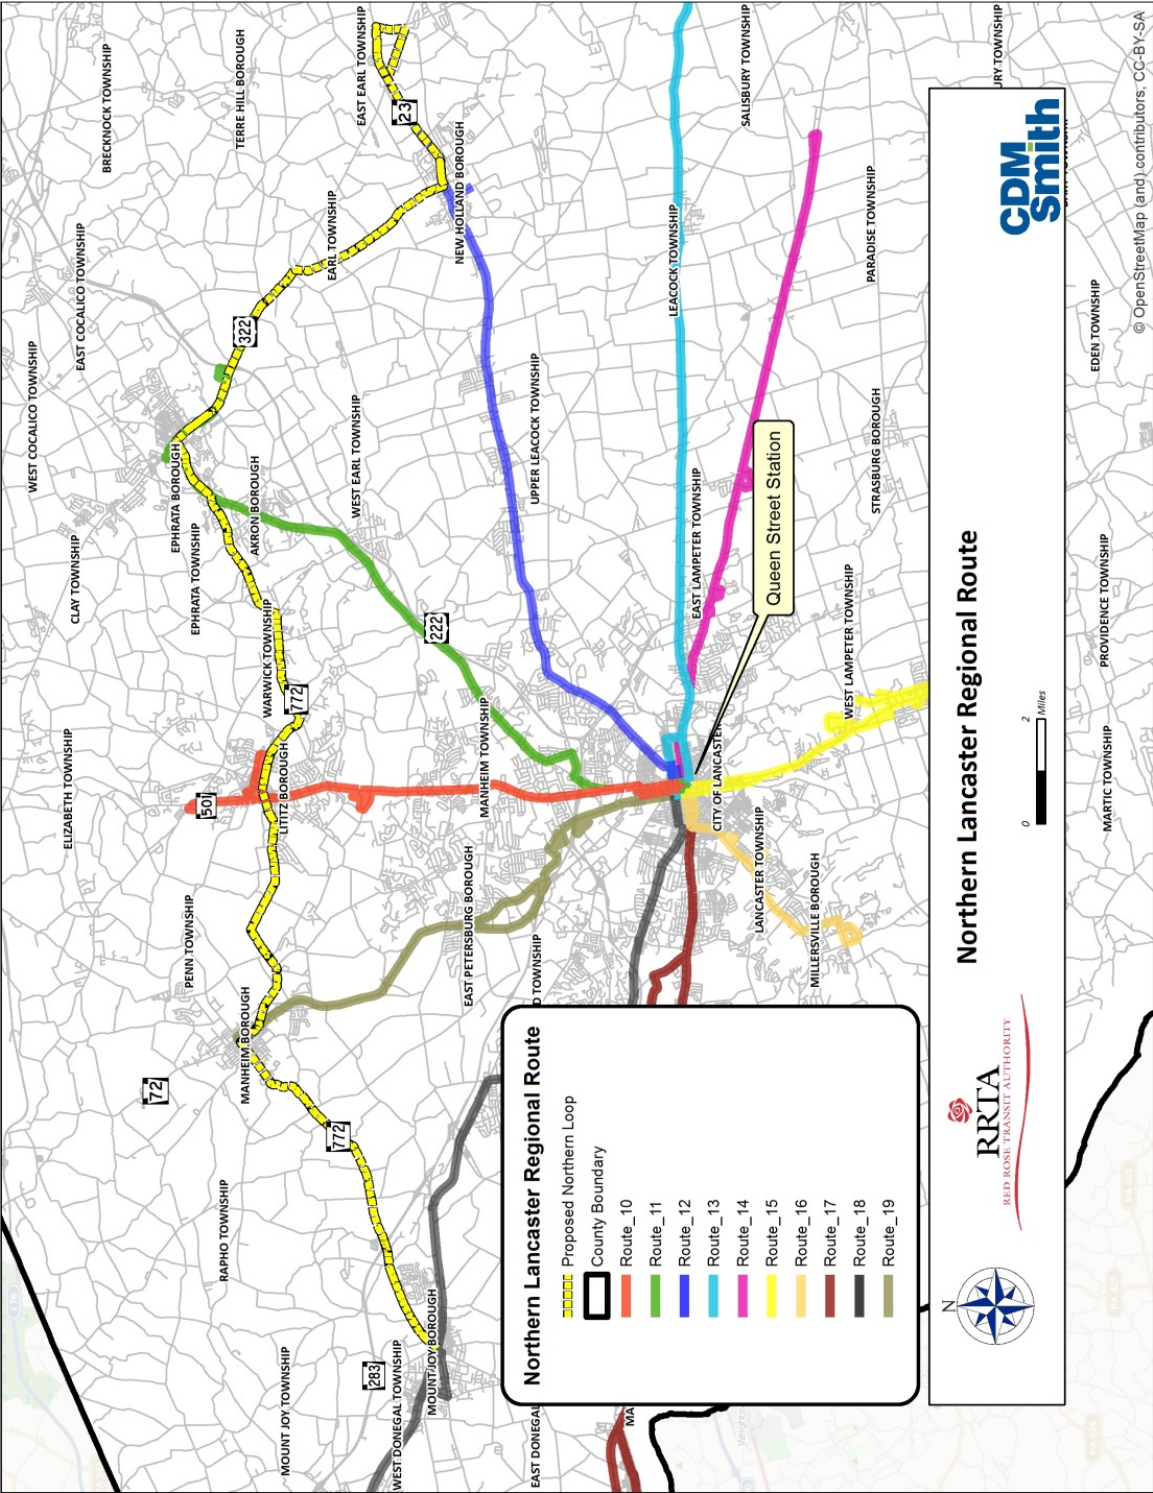 BRECKNOCK TOWNSHIP
TERRE HILL BOROUGH
EAST EARL TOWNSHIP
23
SALISBURY TOWNSHIP
URY TOWNSHIP
WEST COCALICO TOWNSHIP
EAST COCALICO TOWNSHIP
322
EARL TOWNSHIP
NEW HOLLAND BOROUGH
LEACOCK TOWNSHIP
PARADISE TOWNSHIP
EDEN TOWNSHIP
CLAY TOWNSHIP
EPHRATA BOROUGH
EPHRATA TOWNSHIP
AKRON BOROUGH
WEST EARL TOWNSHIP
222
UPPER LEACOCK TOWNSHIP
EAST LAMPETER TOWNSHIP
STRASBURG BOROUGH
Queen Street Station
WEST LAMPETER TOWNSHIP
PROVIDENCE TOWNSHIP
ELIZABETH TOWNSHIP
WARWICK TOWNSHIP
772
501
LITITZ BOROUGH
MANHEIM TOWNSHIP
CITY OF LANCASTER
MARTIC TOWNSHIP
PENN TOWNSHIP
EAST PETERSBURG BOROUGH
D TOWNSHIP
LANCASTER TOWNSHIP
MILLERSVILLE BOROUGH
72
MANHEIM BOROUGH
772
RAPHO TOWNSHIP
MOUNT JOY TOWNSHIP
283
WEST DONEGAL TOWNSHIP
MOUNT JOY BOROUGH
EAST DONEGAL
MA
Northern Lancaster Regional Route
Proposed Northern Loop
County Boundary
Route_10
Route_11
Route_12
Route_13
Route_14
Route_15
Route_16
Route_17
Route_18
Route_19
N
RRTA
RED ROSE TRANSIT AUTHORITY
Northern Lancaster Regional Route
0 2
Miles
CDM
Smith
© OpenStreetMap (and) contributors, CC-BY-SA